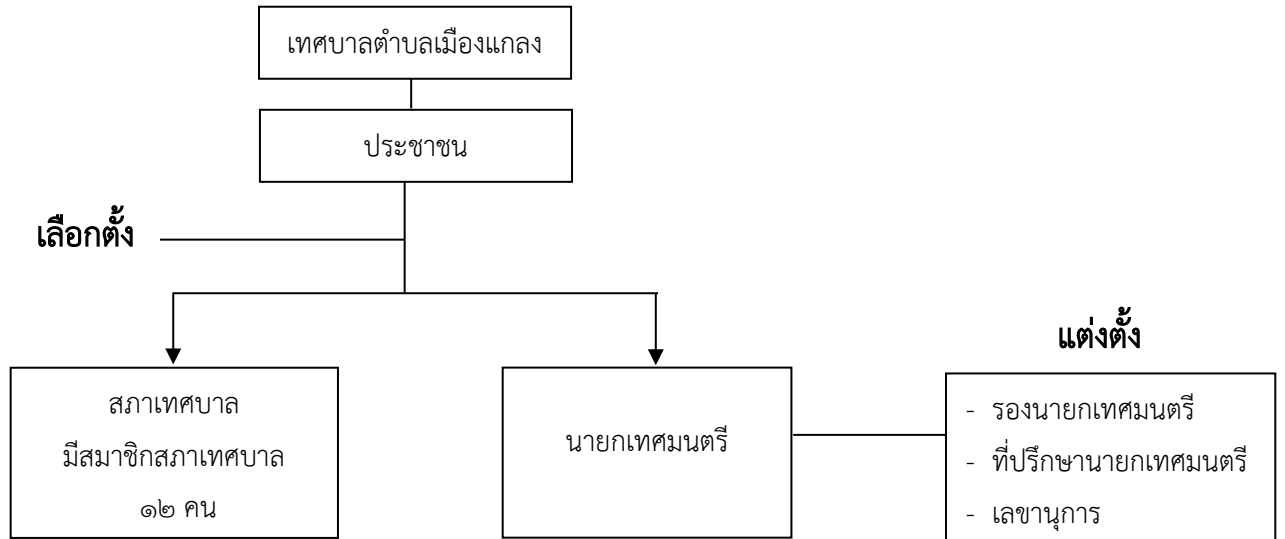 เทศบาลตำบลเมืองแกลง
ประชาชน
เลือกตั้ง
แต่งตั้ง
สภาเทศบาล
มีสมาชิกสภาเทศบาล
๑๒ คน
นายกเทศมนตรี
- รองนายกเทศมนตรี
- ที่ปรึกษานายกเทศมนตรี
- เลขานุการ